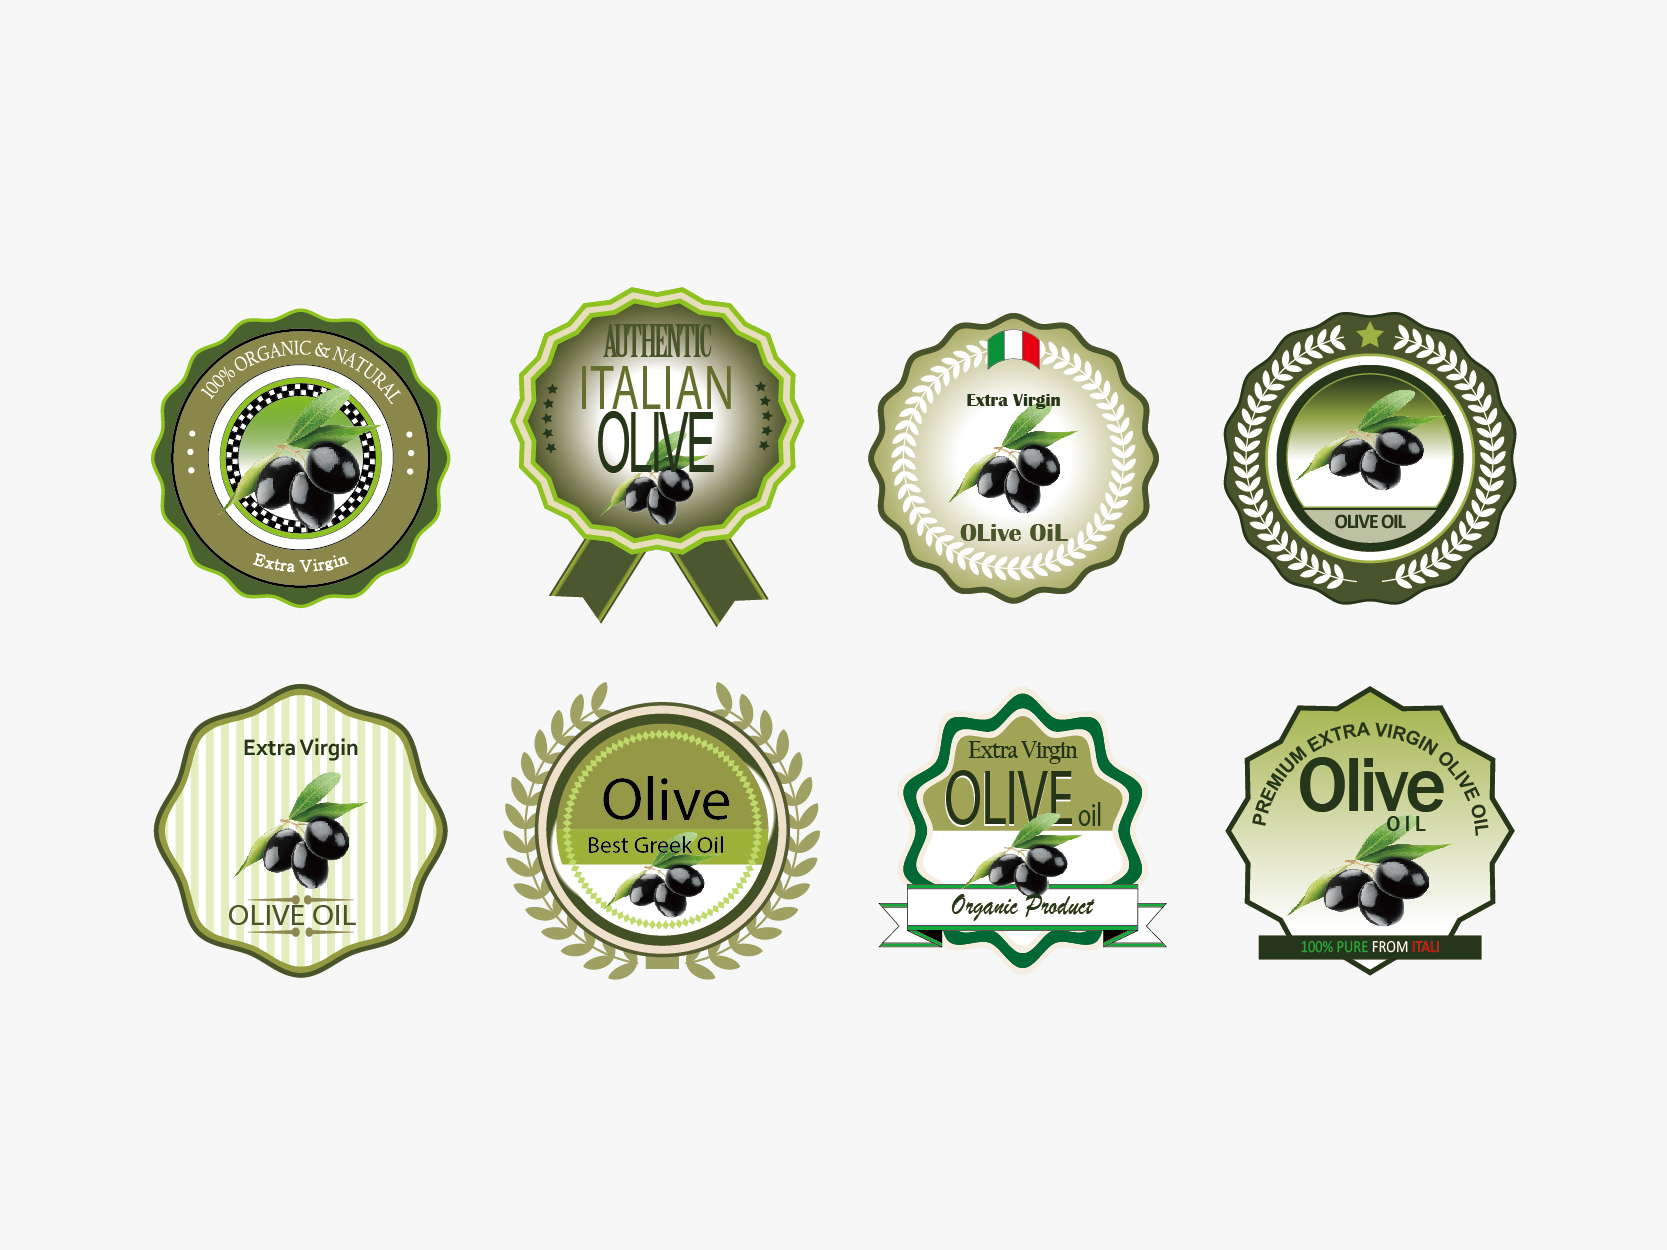 100% ORGANIC & NATURAL
Extra Virgin
AUTHENTIC
ITALIAN
OLIVE
Extra Virgin
OLive OiL
OLIVE OIL
Extra Virgin
OLIVE OIL
Olive
Best Greek Oil
Extra Virgin
OLIVE oil
Organic Product
PREMIUM EXTRA VIRGIN OLIVE OIL
Olive
OIL
100% PURE FROM ITALI